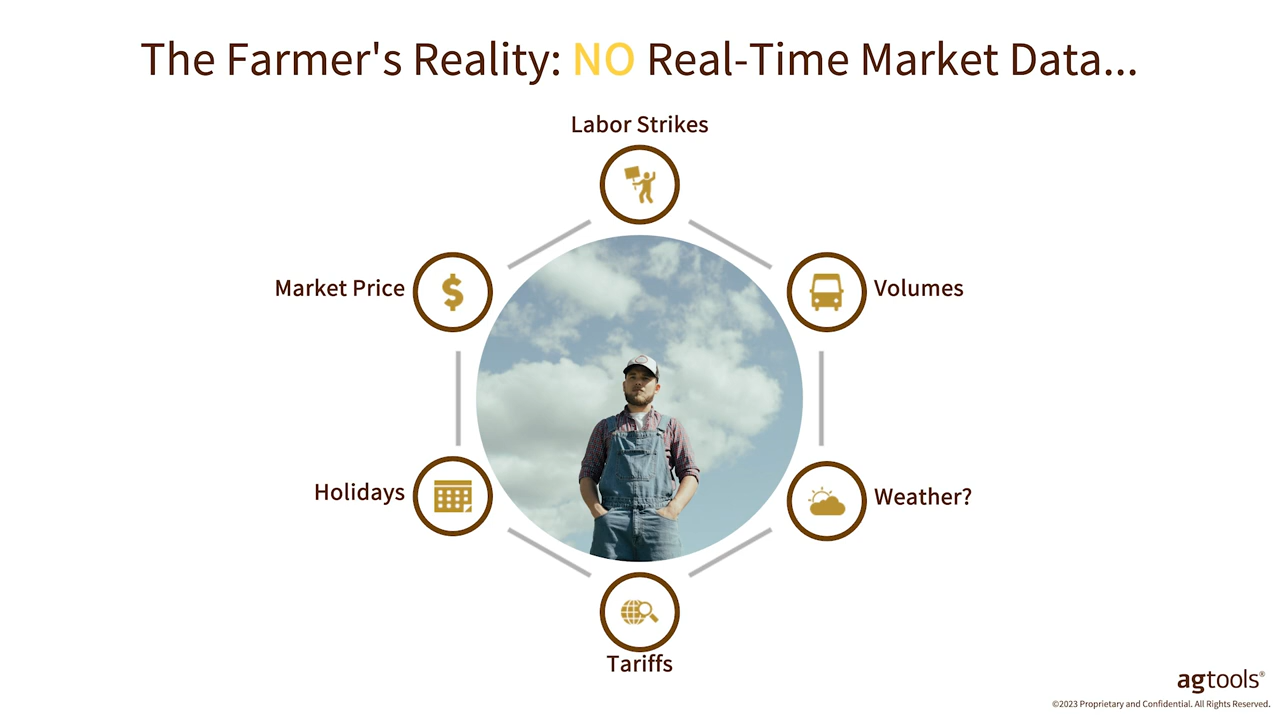 The Farmer's Reality: NO Real-Time Market Data...
Labor Strikes
Market Price
Volumes
Holidays
Weather?
Tariffs
agtools®
©2023 Proprietary and Confidential. All Rights Reserved.